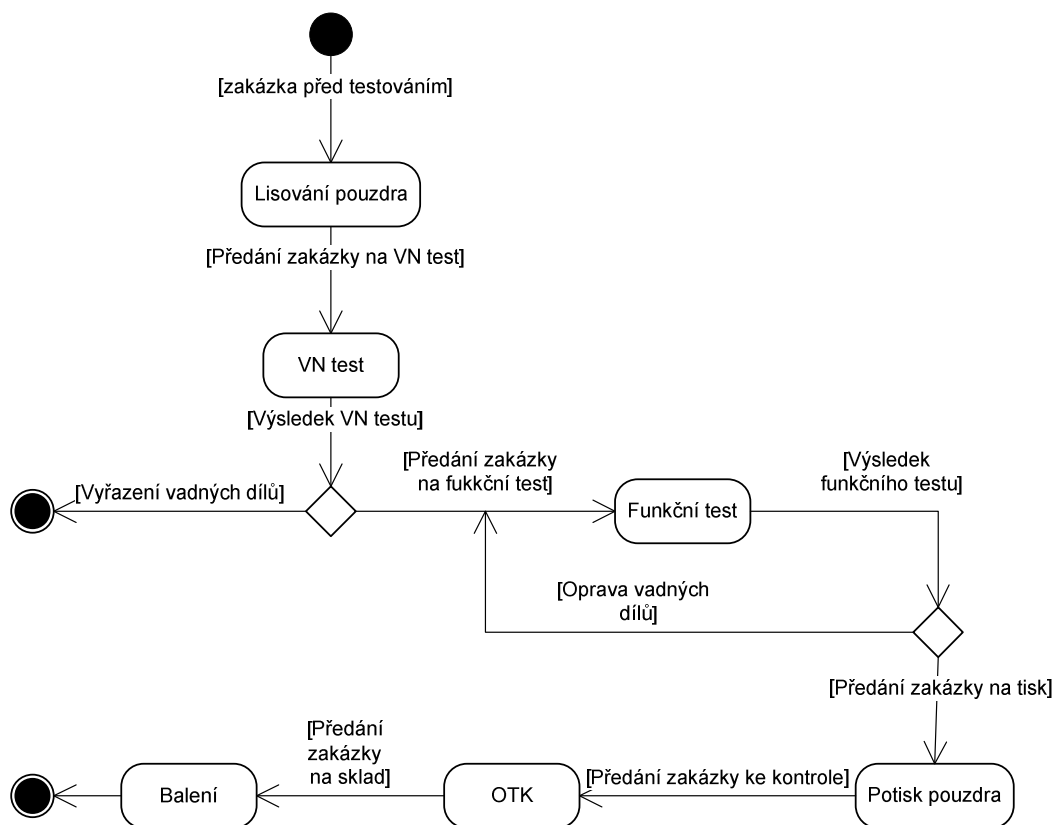 [zakázka před testováním]
Lisování pouzdra
[Předání zakázky na VN test]
VN test
[Výsledek VN testu]
[Předání zakázky
na fukkční test]
[Výsledek
funkčního testu]
[Vyřazení vadných dílů]
Funkční test
[Oprava vadných
dílů]
[Předání zakázky na tisk]
[Předání
zakázky
na sklad]
[Předání zakázky ke kontrole]
Balení
OTK
Potisk pouzdra